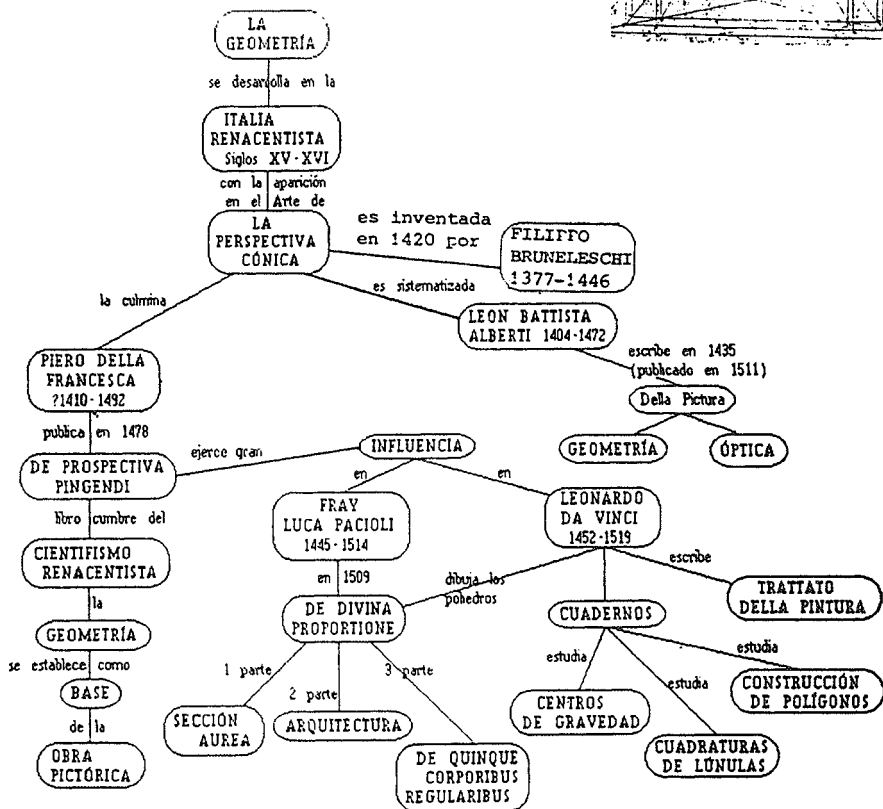 LA
GEOMETRÍA
se desarolla en la
ITALIA
RENACENTISTA
Siglos XV-XVI
con la aparición
en el Arte de
LA
PERSPECTIVA
CÓNICA
es inventada
en 1420 por
FILIFFO
BRUNELESCHI
1377-1446
la culmina
es sistematizada
LEON BATTISTA
ALBERTI 1404-1472
escribe en 1435
(publicado en 1511)
Della Pictura
GEOMETRÍA
ÓPTICA
PIERO DELLA
FRANCESCA
?1410-1492
publica en 1478
DE PROSPECTIVA
PINGENDI
ejerce gran
INFLUENCIA
en
en
FRAY
LUCA PACIOLI
1445-1514
LEONARDO
DA VINCI
1452-1519
libro cumbre del
CIENTIFISMO
RENACENTISTA
la
GEOMETRÍA
se establece como
BASE
de la
OBRA
PICTÓRICA
en 1509
dibuja los
poliedros
escribe
DE DIVINA
PROPORTIONE
CUADERNOS
TRATTATO
DELLA PINTURA
1 parte
2 parte
3 parte
SECCIÓN
AUREA
ARQUITECTURA
DE QUINQUE
CORPORIBUS
REGULARIBUS
estudia
estudia
estudia
CENTROS
DE GRAVEDAD
CUADRATURAS
DE LÚNULAS
CONSTRUCCIÓN
DE POLÍGONOS